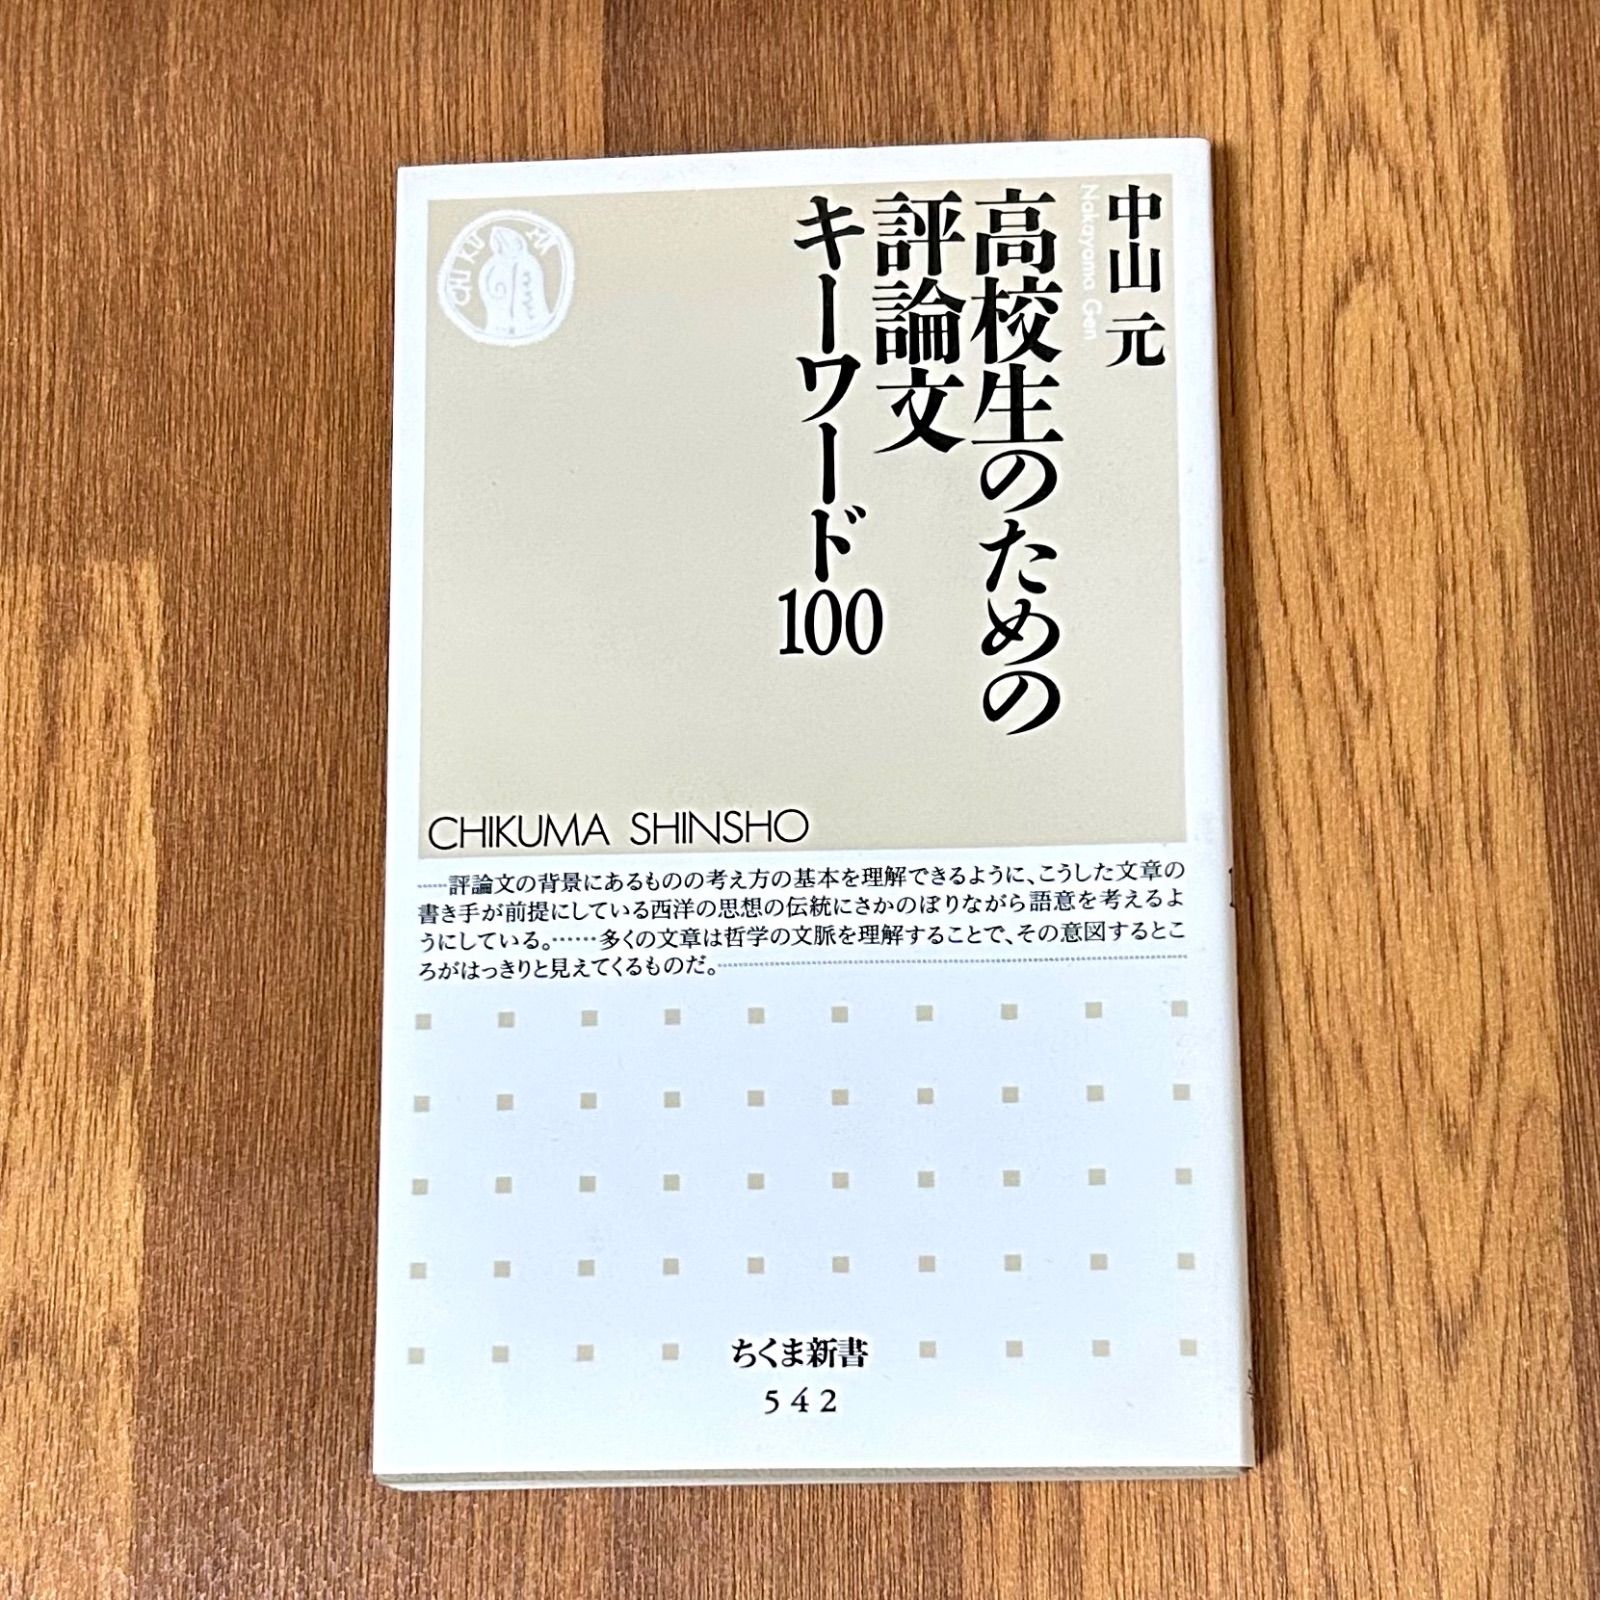 中山 元
Nakayama Gen
高校生のための
評論文
キーワード100
CHIKUMA
CHIKUMA SHINSHO
……評論文の背景にあるものの考え方の基本を理解できるように、こうした文章の
書き手が前提にしている西洋の思想の伝統にさかのぼりながら語意を考えるよ
うにしている。……多くの文章は哲学の文脈を理解することで、その意図するとこ
ろがはっきりと見えてくるものだ。
ちくま新書
542